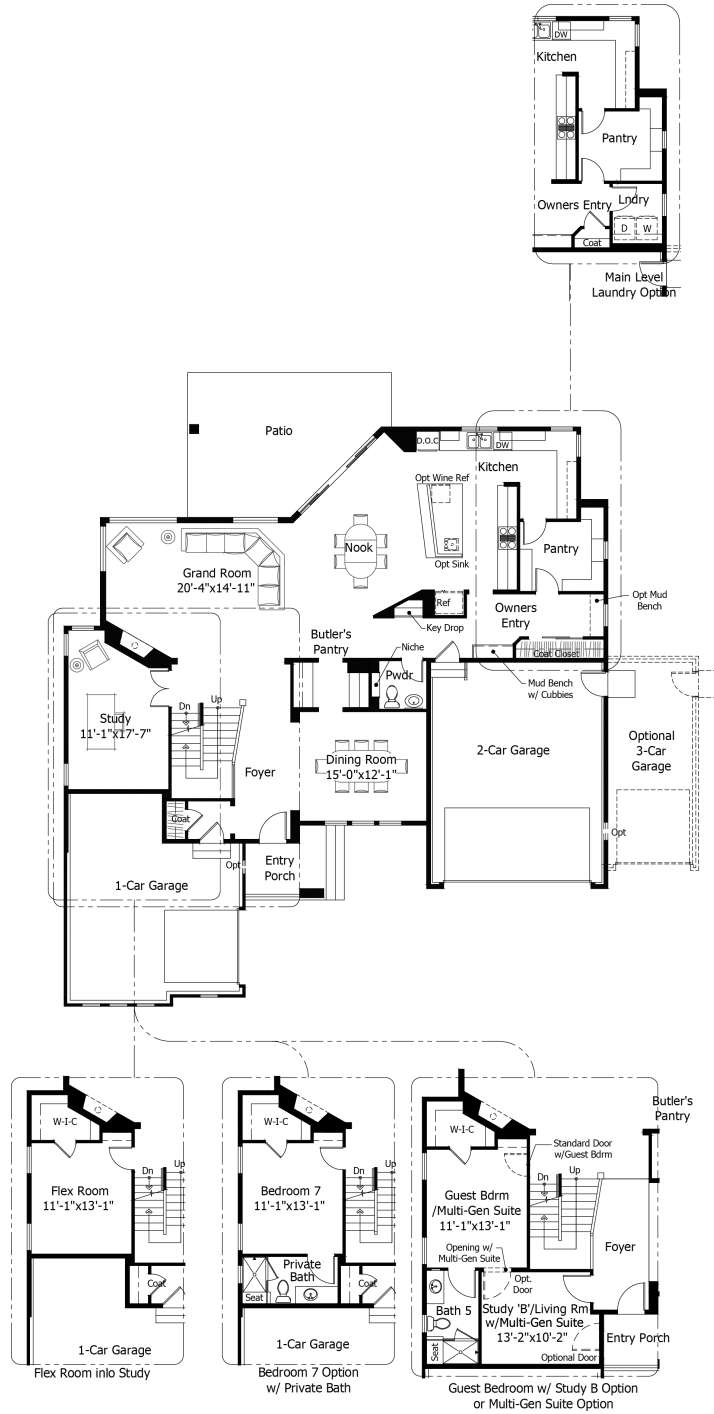 DW
Kitchen
Pantry
Owners Entry
Lndry
D
W
Coat
Main Level
Laundry Option
Patio
D.O.C
DW
Kitchen
Opt Wine Ref
Nook
Opt Sink
Pantry
Grand Room
20'-4"x14'-11"
Ref
Owners
Entry
Opt Mud
Bench
Key Drop
Butler's
Pantry
Niche
Coat Closet
Pwdr
Mud Bench
w/ Cubbies
Dn
Up
Study
11'-1"x17'-7"
2-Car Garage
Optional
3-Car
Garage
Foyer
Dining Room
15'-0"x12'-1"
Coat
Opt
Opt
Entry
Porch
1-Car Garage
W-I-C
Dn
Up
Flex Room
11'-1"x13'-1"
Coat
1-Car Garage
Flex Room inlo Study
W-I-C
Dn
Up
Bedroom 7
11'-1"x13'-1"
Private
Bath
Seat
Coat
1-Car Garage
Bedroom 7 Option
w/ Private Bath
Butler's
Pantry
W-I-C
Standard Door
w/Guest Bdrm
Dn
Up
Guest Bdrm
/Multi-Gen Suite
11'-1"x13'-1"
Foyer
Opening w/
Multi-Gen Suite
Opt.
Door
Bath 5
Study 'B'/Living Rm
w/Multi-Gen Suite
13'-2"x10'-2"
Entry Porch
Seat
Optional Door
Guest Bedroom w/ Study B Option
or Multi-Gen Suite Option